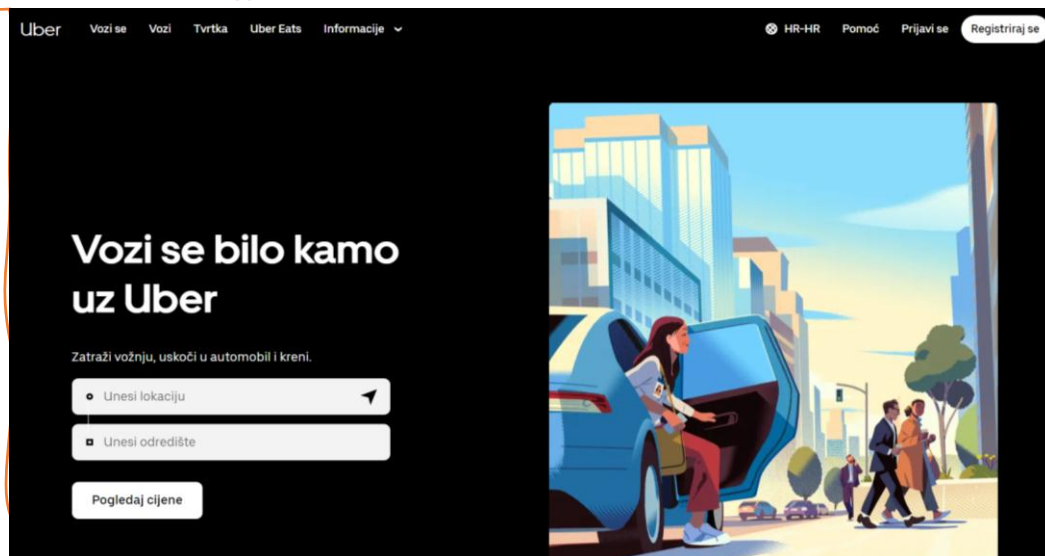 Uber Vozi se Vozi Tvrtka Uber Eats Informacije HR-HR Pomoć Prijavi se Registriraj se
Vozi se bilo kamo
uz Uber
Zatraži vožnju, uskoči u automobil i kreni.
Unesi lokaciju
Unesi odredište
Pogledaj cijene